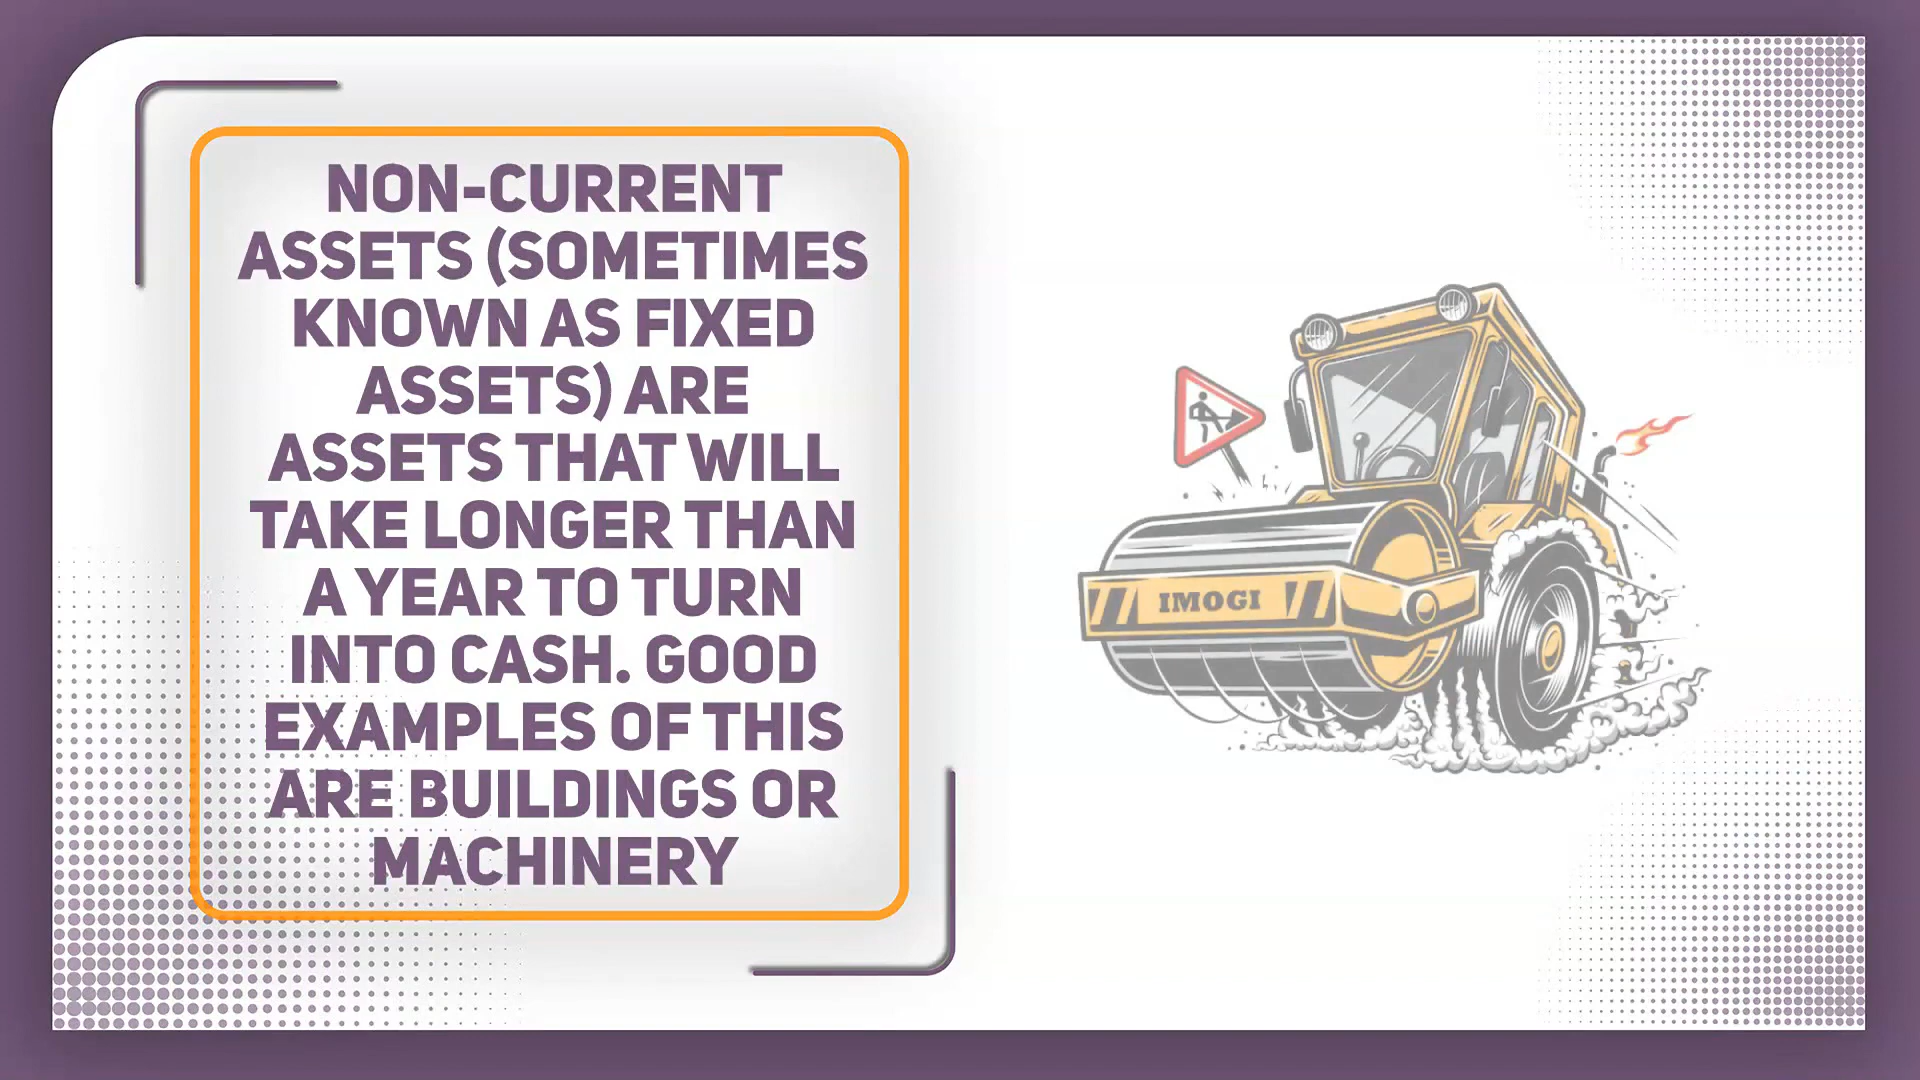 NON-CURRENT
ASSETS (SOMETIMES
KNOWN AS FIXED
ASSETS) ARE
ASSETS THAT WILL
TAKE LONGER THAN
A YEAR TO TURN
INTO CASH. GOOD
EXAMPLES OF THIS
ARE BUILDINGS OR
MACHINERY
IMOGI